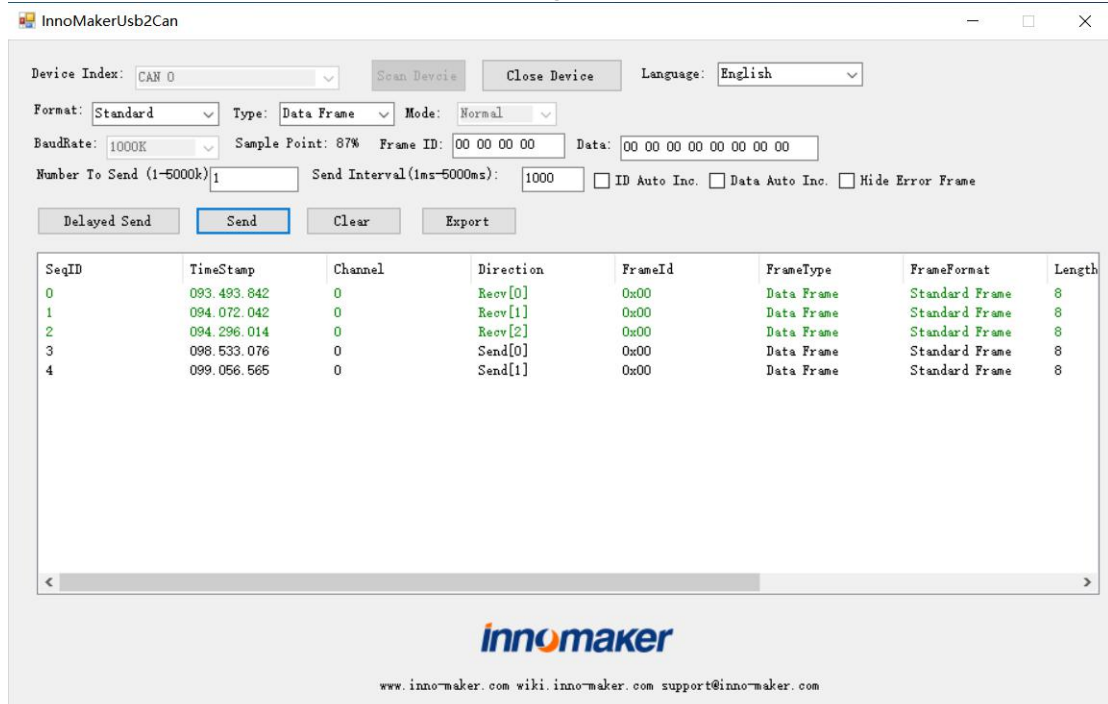 InnoMakerUsb2Can
Device Index: CAN 0 Scan Devcie Close Device Language: English
Format: Standard Type: Data Frame Mode: Normal
BaudRate: 1000K Sample Point: 87% Frame ID: 00 00 00 00 Data: 00 00 00 00 00 00 00 00
Number To Send (1-5000k) 1 Send Interval(1ms-5000ms): 1000 ID Auto Inc. Data Auto Inc. Hide Error Frame
Delayed Send Send Clear Export
SeqID TimeStamp Channel Direction FrameId FrameType FrameFormat Length
0 093.493.842 0 Recv[0] 0x00 Data Frame Standard Frame 8
1 094.072.042 0 Recv[1] 0x00 Data Frame Standard Frame 8
2 094.296.014 0 Recv[2] 0x00 Data Frame Standard Frame 8
3 098.533.076 0 Send[0] 0x00 Data Frame Standard Frame 8
4 099.056.565 0 Send[1] 0x00 Data Frame Standard Frame 8
innomaker
www.inno-maker.com wiki.inno-maker.com support@inno-maker.com